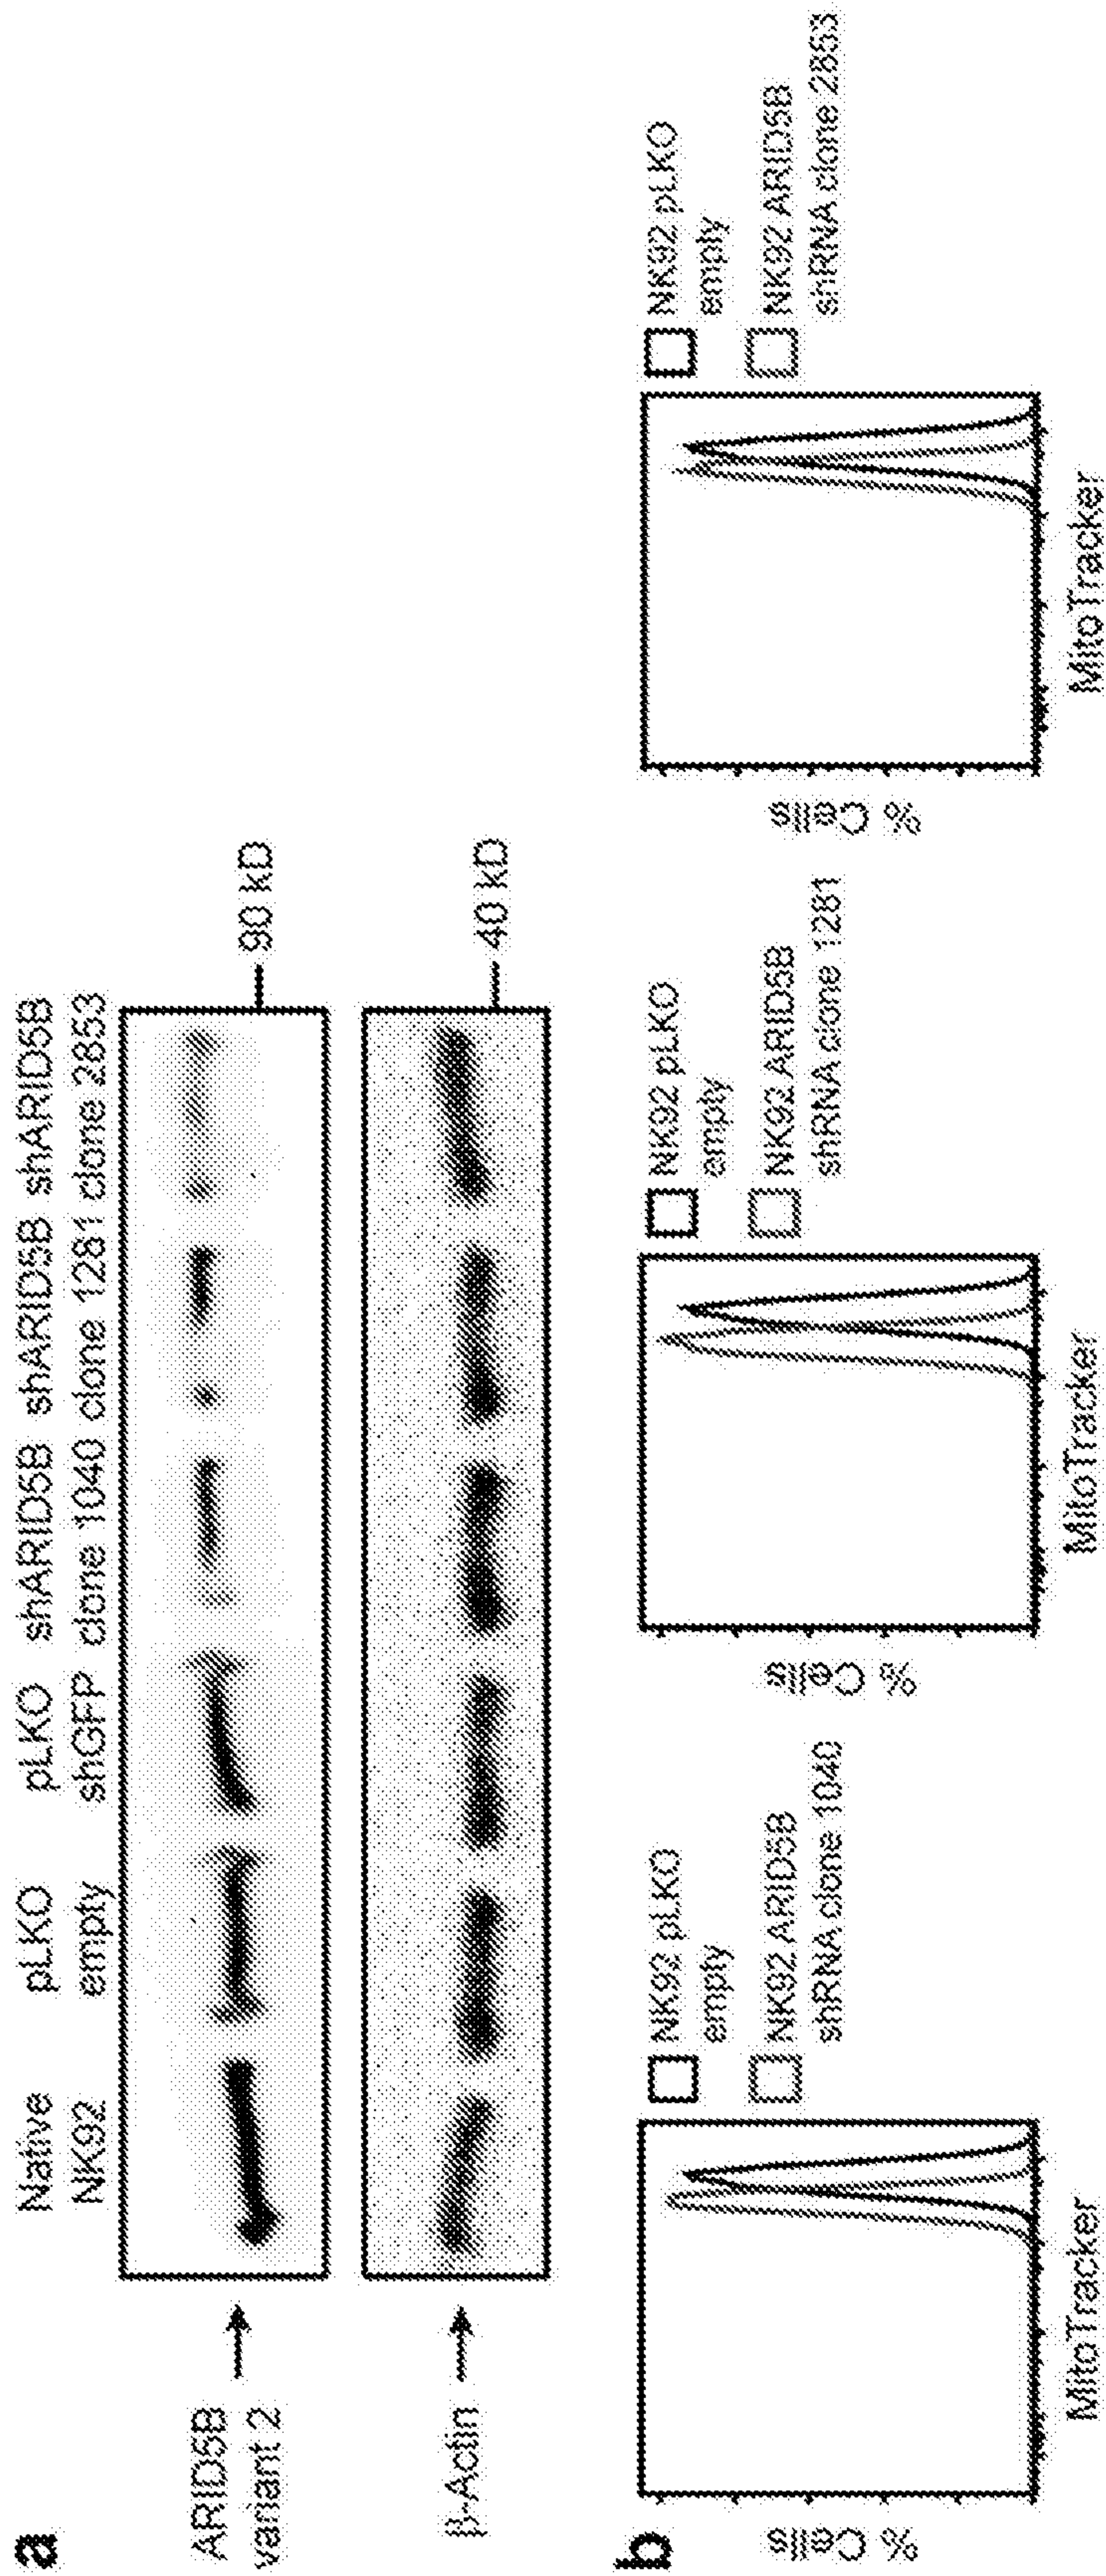 a
Native
NK92
pLKO
empty
pLKO
shGFP
shARID5B
clone 1040
shARID5B
clone 1281
shARID5B
clone 2853
ARID5B
variant 2
90 kD
β-Actin
40 kD
b
% Cells
MitoTracker
NK92 pLKO
empty
NK92 ARID5B
shRNA clone 1040
% Cells
MitoTracker
NK92 pLKO
empty
NK92 ARID5B
shRNA clone 1281
% Cells
MitoTracker
NK92 pLKO
empty
NK92 ARID5B
shRNA clone 2853